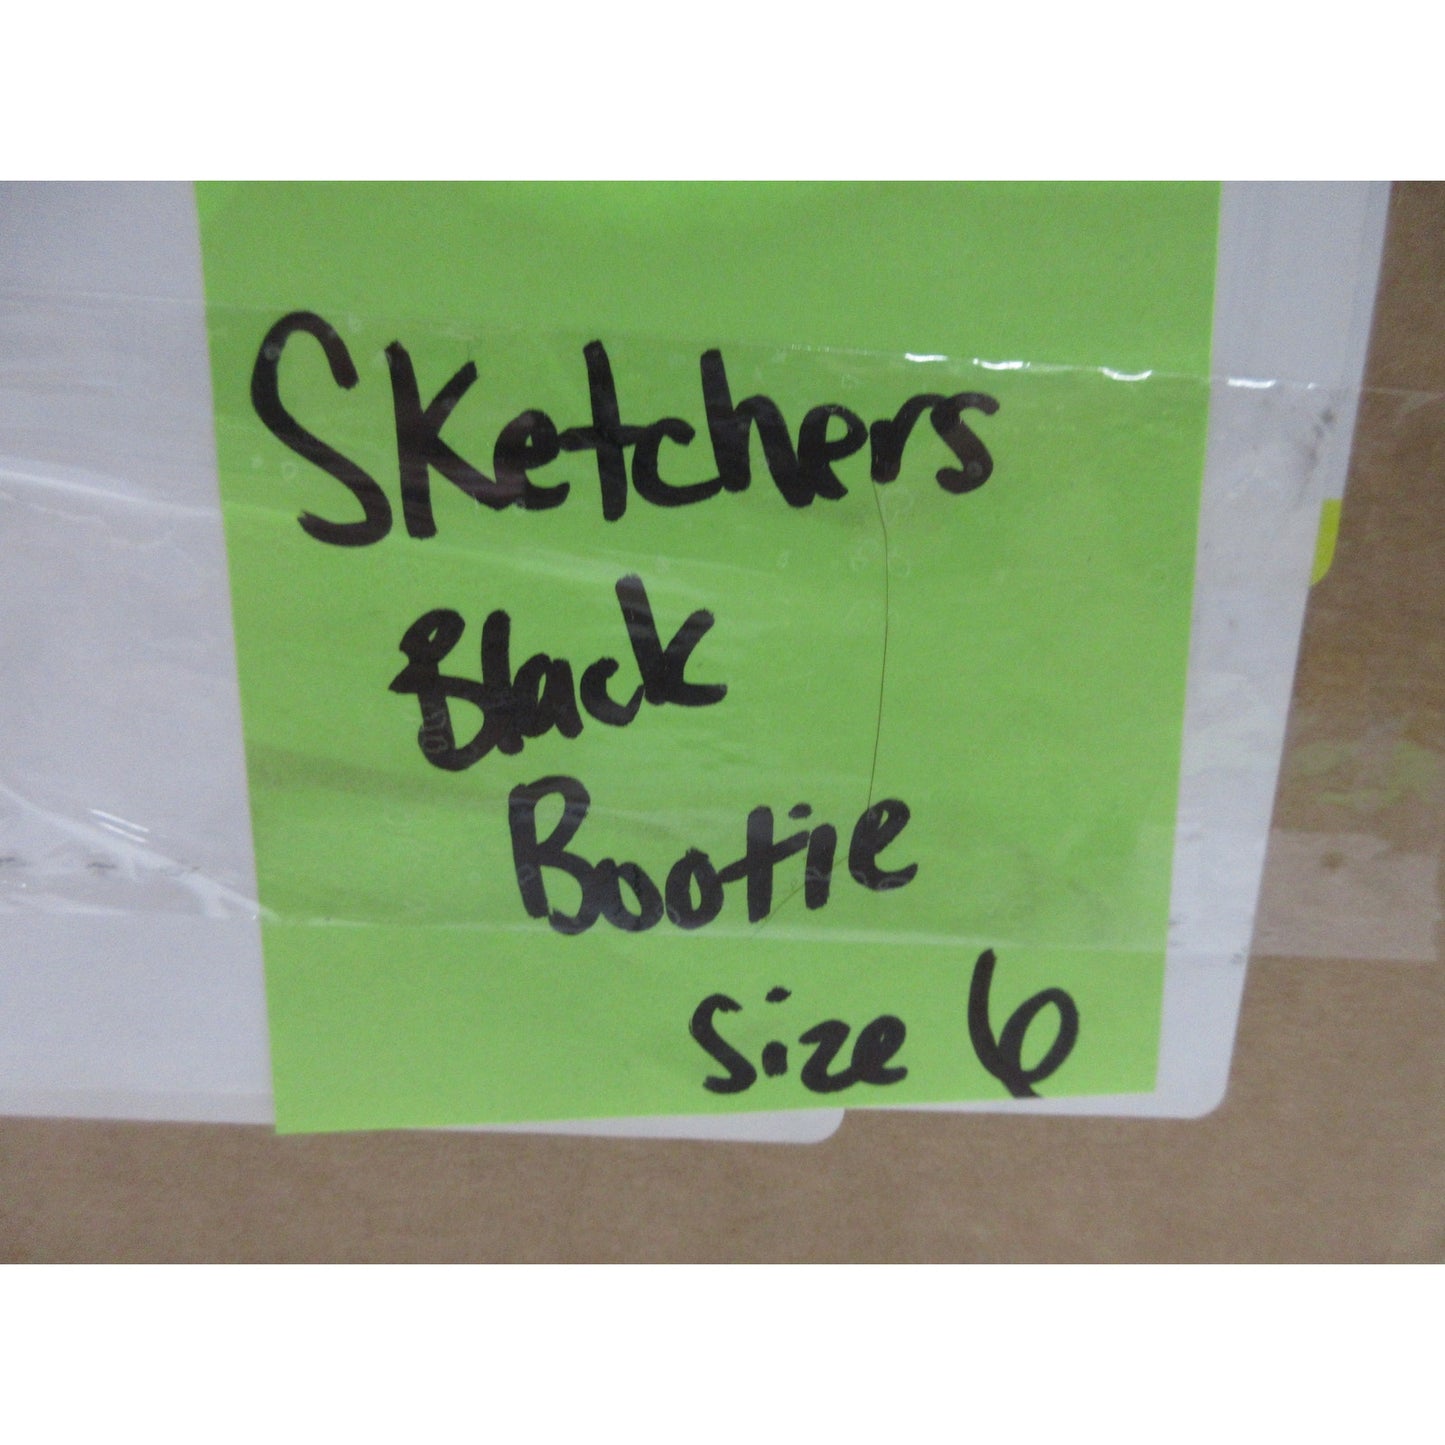 Sketchers
Black
Bootie
Size 6